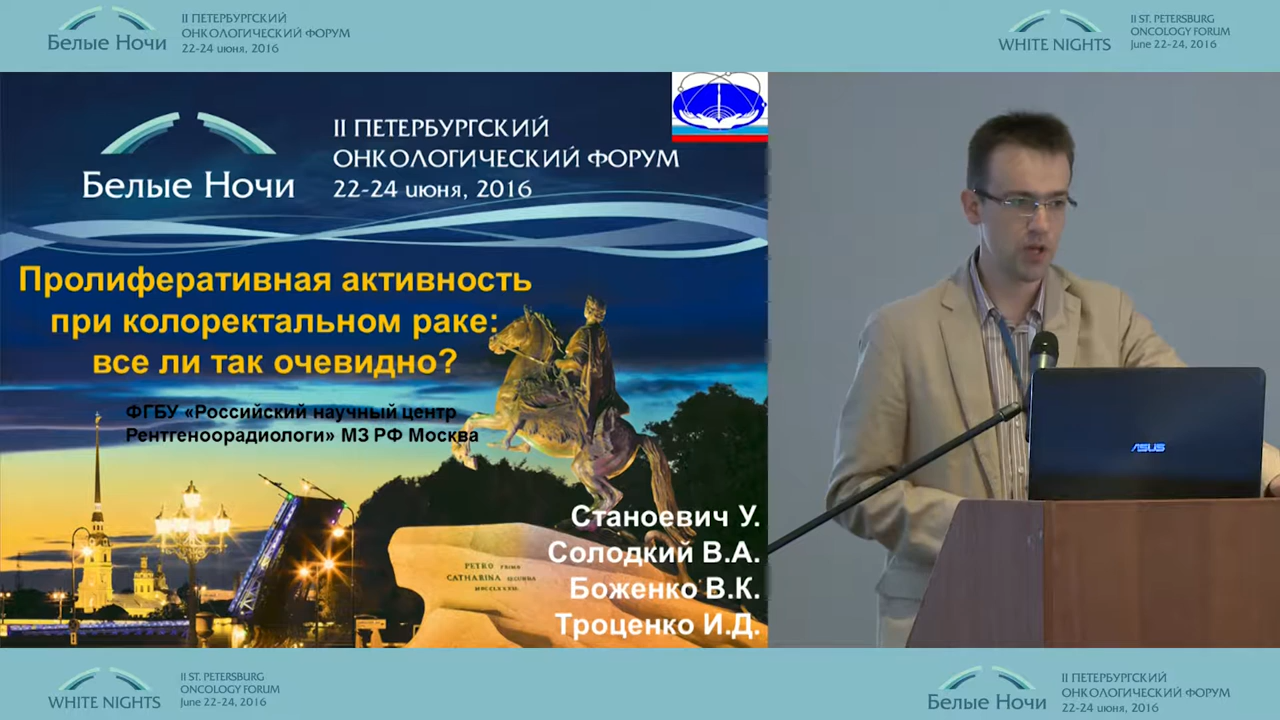 Белые Ночи
II ПЕТЕРБУРГСКИЙ
ОНКОЛОГИЧЕСКИЙ ФОРУМ
22-24 июня, 2016
WHITE NIGHTS
II ST. PETERSBURG
ONCOLOGY FORUM
June 22-24, 2016
Белые Ночи
II ПЕТЕРБУРГСКИЙ
ОНКОЛОГИЧЕСКИЙ ФОРУМ
22-24 июня, 2016
Пролиферативная активность
при колоректальном раке:
все ли так очевидно?
ФГБУ «Российский научный центр
Рентгеноорадиологи» МЗ РФ Москва
Станоевич У.
Солодкий В.А.
Боженко В.К.
Троценко И.Д.
PETRO PRIMA
CATHARINA SECUNDA
MDCCLXXXII
ASUS
WHITE NIGHTS
II ST. PETERSBURG
ONCOLOGY FORUM
June 22-24, 2016
Белые Ночи
II ПЕТЕРБУРГСКИЙ
ОНКОЛОГИЧЕСКИЙ ФОРУМ
22-24 июня, 2016